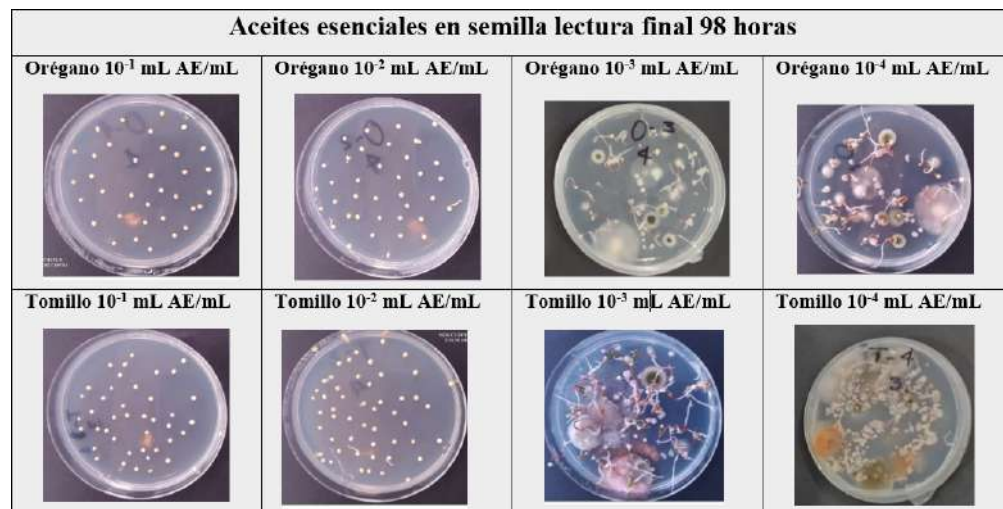 Aceites esenciales en semilla lectura final 98 horas
Orégano 10⁻¹ mL AE/mL
Orégano 10⁻² mL AE/mL
Orégano 10⁻³ mL AE/mL
Orégano 10⁻⁴ mL AE/mL
O-3
4
Tomillo 10⁻¹ mL AE/mL
Tomillo 10⁻² mL AE/mL
Tomillo 10⁻³ mL AE/mL
Tomillo 10⁻⁴ mL AE/mL
T-4
3